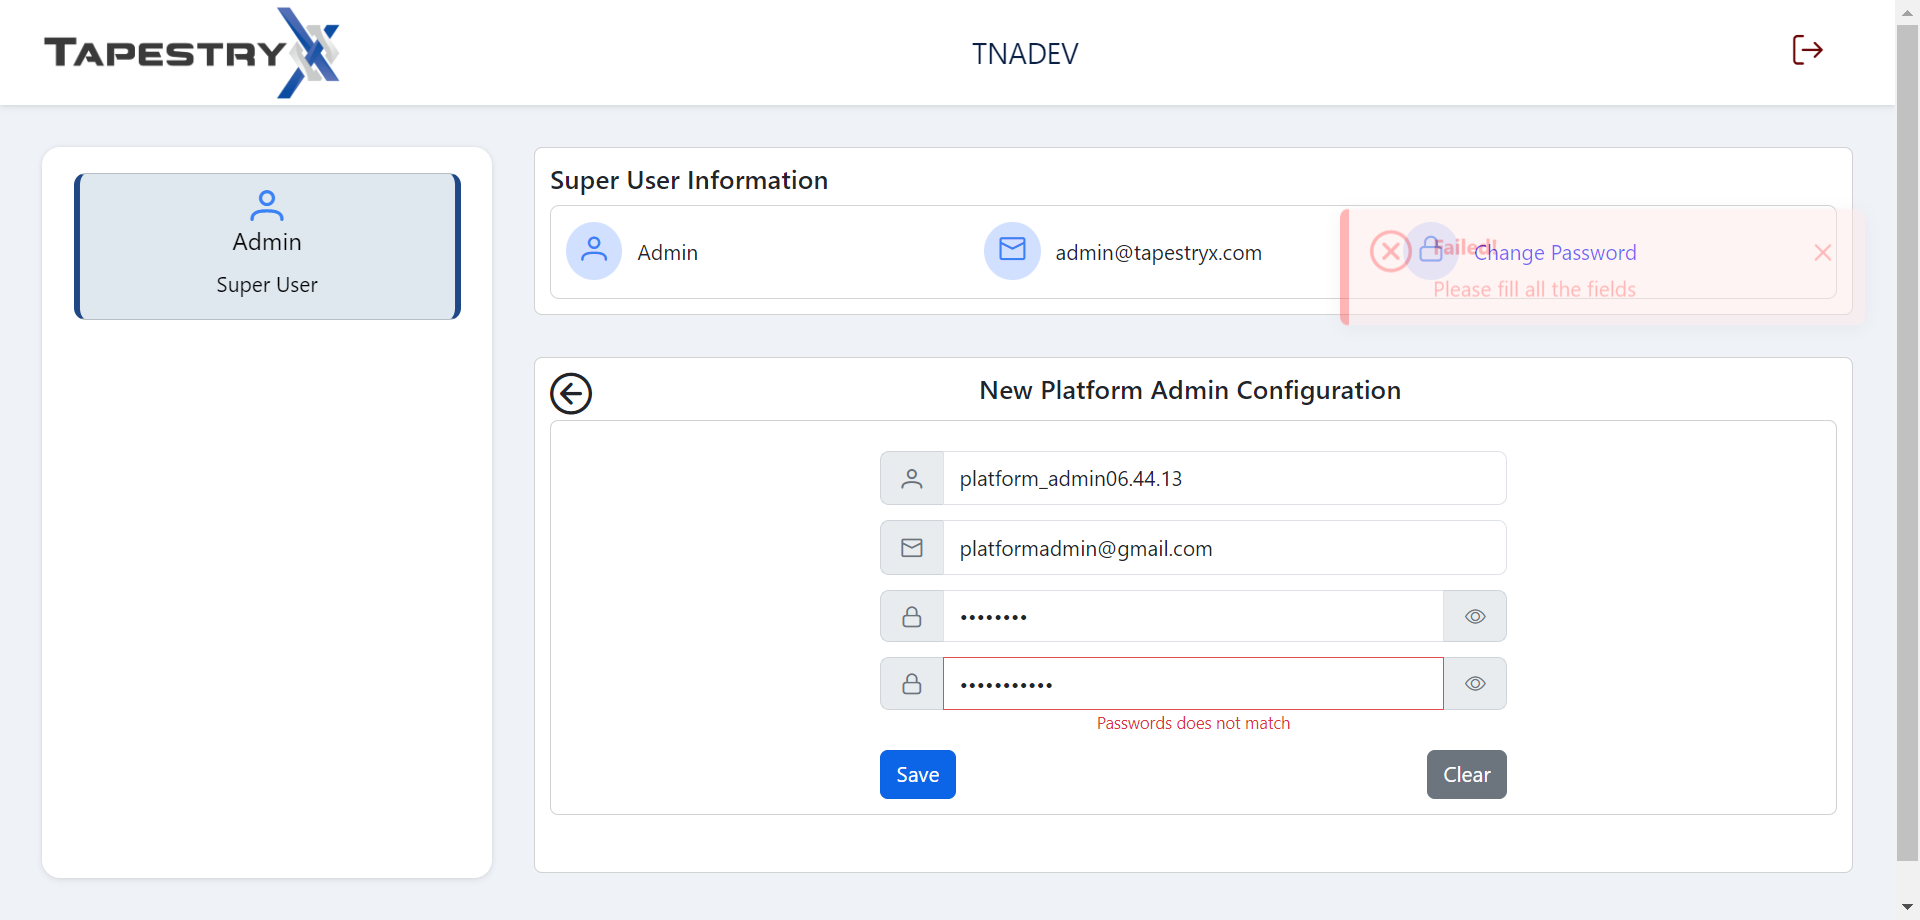 TAPESTRYX
TNADEV
Admin
Super User
Super User Information
Admin
admin@tapestryx.com
Change Password
Failed!
Please fill all the fields
New Platform Admin Configuration
platform_admin06.44.13
platformadmin@gmail.com
••••••••
•••••••••••
Passwords does not match
Save
Clear